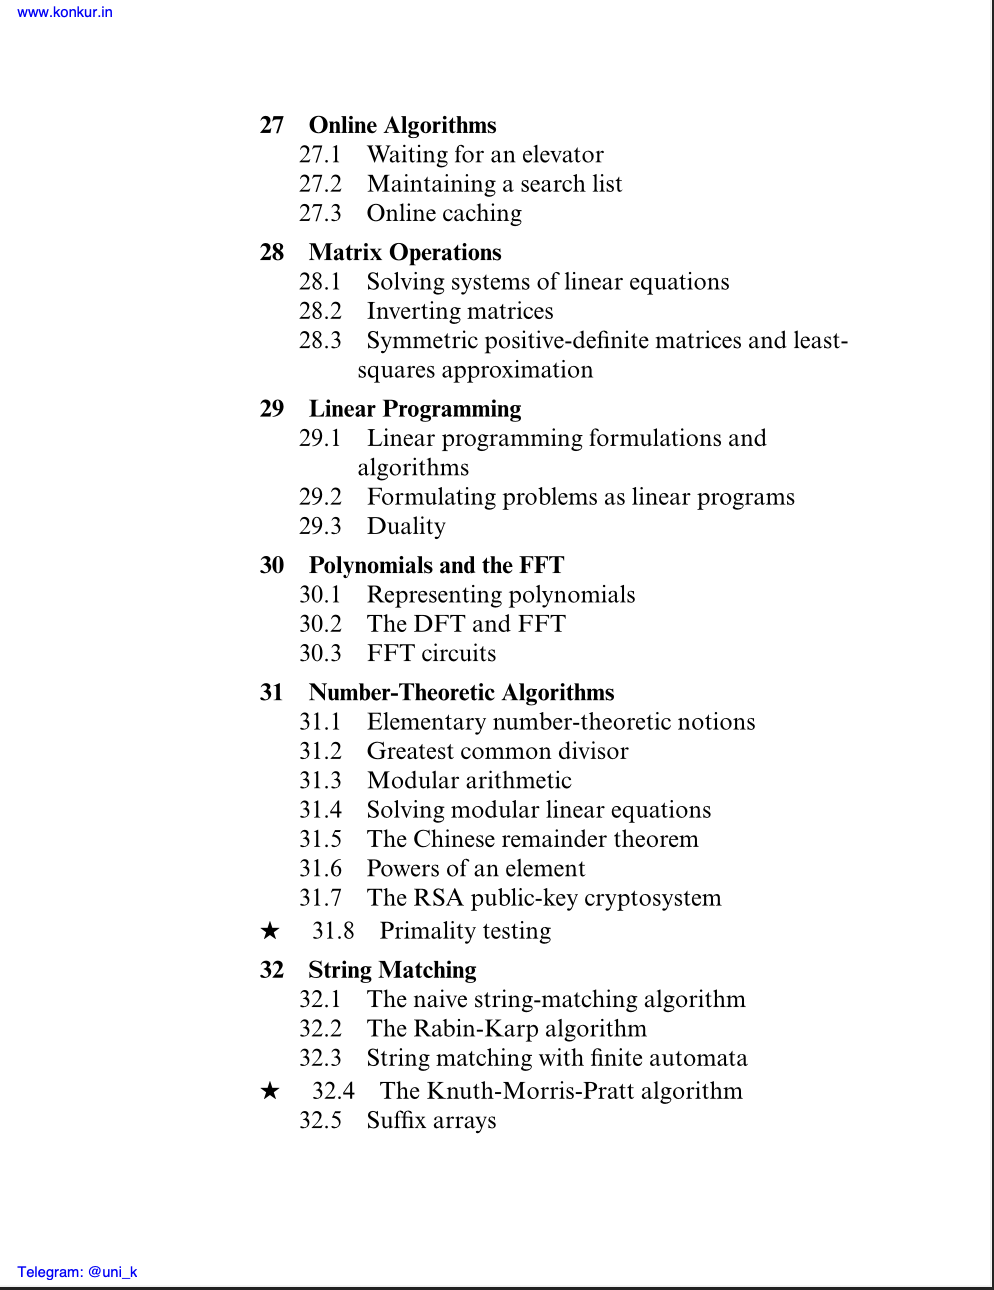 www.konkur.in
27 Online Algorithms
27.1 Waiting for an elevator
27.2 Maintaining a search list
27.3 Online caching
28 Matrix Operations
28.1 Solving systems of linear equations
28.2 Inverting matrices
28.3 Symmetric positive-definite matrices and least-
squares approximation
29 Linear Programming
29.1 Linear programming formulations and
algorithms
29.2 Formulating problems as linear programs
29.3 Duality
30 Polynomials and the FFT
30.1 Representing polynomials
30.2 The DFT and FFT
30.3 FFT circuits
31 Number-Theoretic Algorithms
31.1 Elementary number-theoretic notions
31.2 Greatest common divisor
31.3 Modular arithmetic
31.4 Solving modular linear equations
31.5 The Chinese remainder theorem
31.6 Powers of an element
31.7 The RSA public-key cryptosystem
★ 31.8 Primality testing
32 String Matching
32.1 The naive string-matching algorithm
32.2 The Rabin-Karp algorithm
32.3 String matching with finite automata
★ 32.4 The Knuth-Morris-Pratt algorithm
32.5 Suffix arrays
Telegram: @uni_k